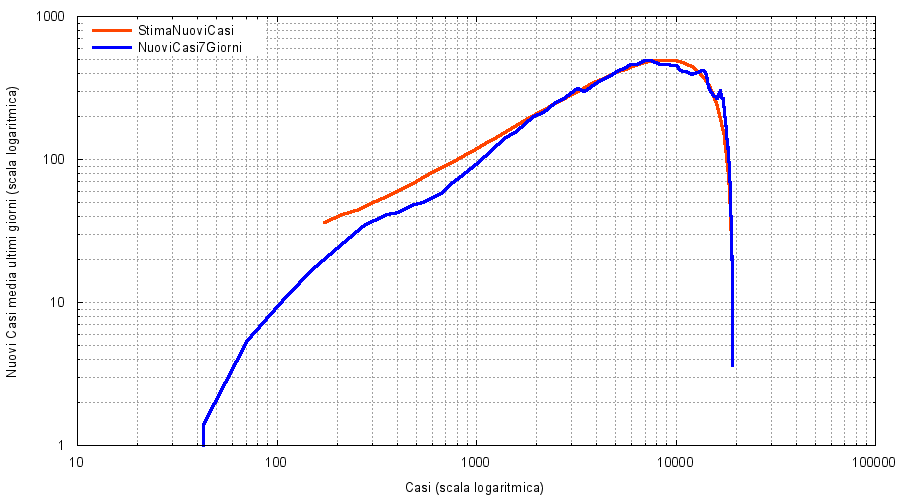 1000
StimaNuoviCasi
NuoviCasi7Giorni
100
10
1
Nuovi Casi media ultimi giorni (scala logaritmica)
10 100 1000 10000 100000
Casi (scala logaritmica)